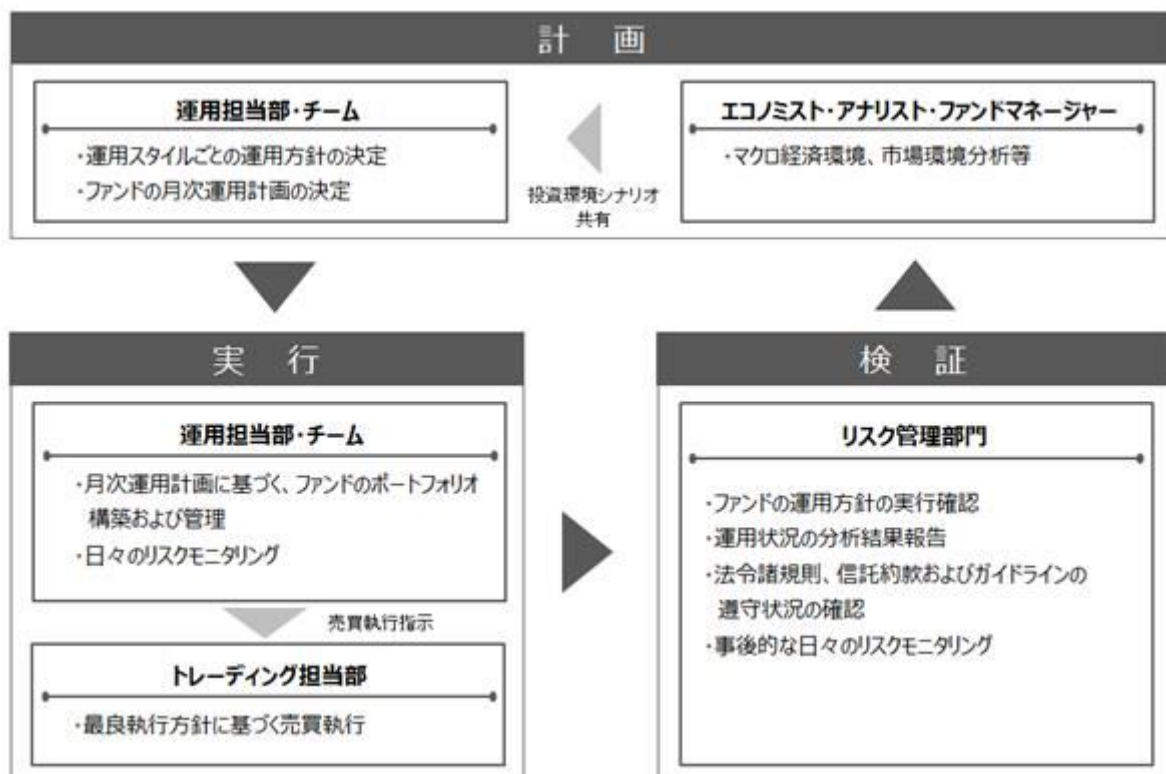 計 画
運用担当部・チーム
・運用スタイルごとの運用方針の決定
・ファンドの月次運用計画の決定
投資環境シナリオ
共有
エコノミスト・アナリスト・ファンドマネージャー
・マクロ経済環境、市場環境分析等
実 行
運用担当部・チーム
・月次運用計画に基づく、ファンドのポートフォリオ
構築および管理
・日々のリスクモニタリング
売買執行指示
トレーディング担当部
・最良執行方針に基づく売買執行
検 証
リスク管理部門
・ファンドの運用方針の実行確認
・運用状況の分析結果報告
・法令諸規則、信託約款およびガイドラインの
遵守状況の確認
・事後的な日々のリスクモニタリング